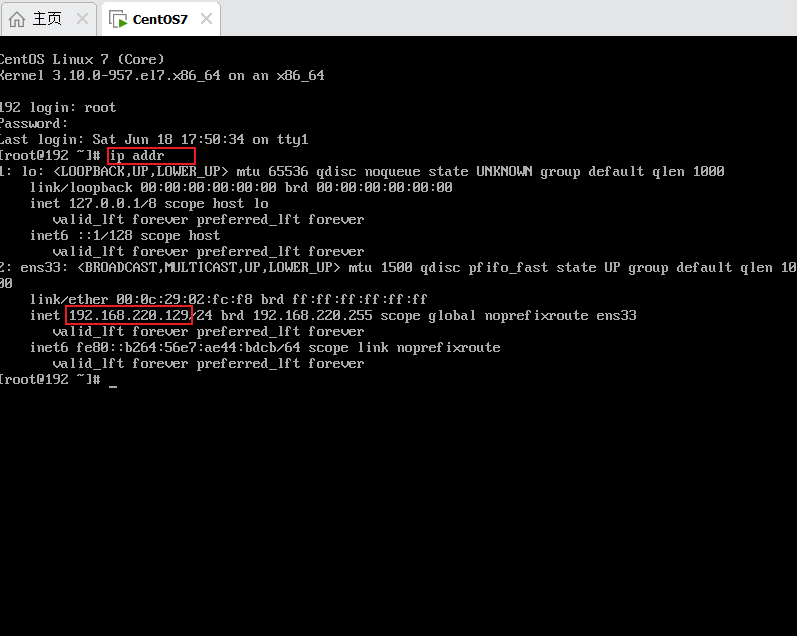 主页
CentOS7
CentOS Linux 7 (Core)
Kernel 3.10.0-957.el7.x86_64 on an x86_64
192 login: root
Password:
Last login: Sat Jun 18 17:50:34 on tty1
[root@192 ~]# ip addr
1: lo: <LOOPBACK,UP,LOWER_UP> mtu 65536 qdisc noqueue state UNKNOWN group default qlen 1000
link/loopback 00:00:00:00:00:00 brd 00:00:00:00:00:00
inet 127.0.0.1/8 scope host lo
valid_lft forever preferred_lft forever
inet6 ::1/128 scope host
valid_lft forever preferred_lft forever
2: ens33: <BROADCAST,MULTICAST,UP,LOWER_UP> mtu 1500 qdisc pfifo_fast state UP group default qlen 10
00
link/ether 00:0c:29:02:fc:f8 brd ff:ff:ff:ff:ff:ff
inet 192.168.220.129/24 brd 192.168.220.255 scope global noprefixroute ens33
valid_lft forever preferred_lft forever
inet6 fe80::b264:56e7:ae44:bdcb/64 scope link noprefixroute
valid_lft forever preferred_lft forever
[root@192 ~]# _